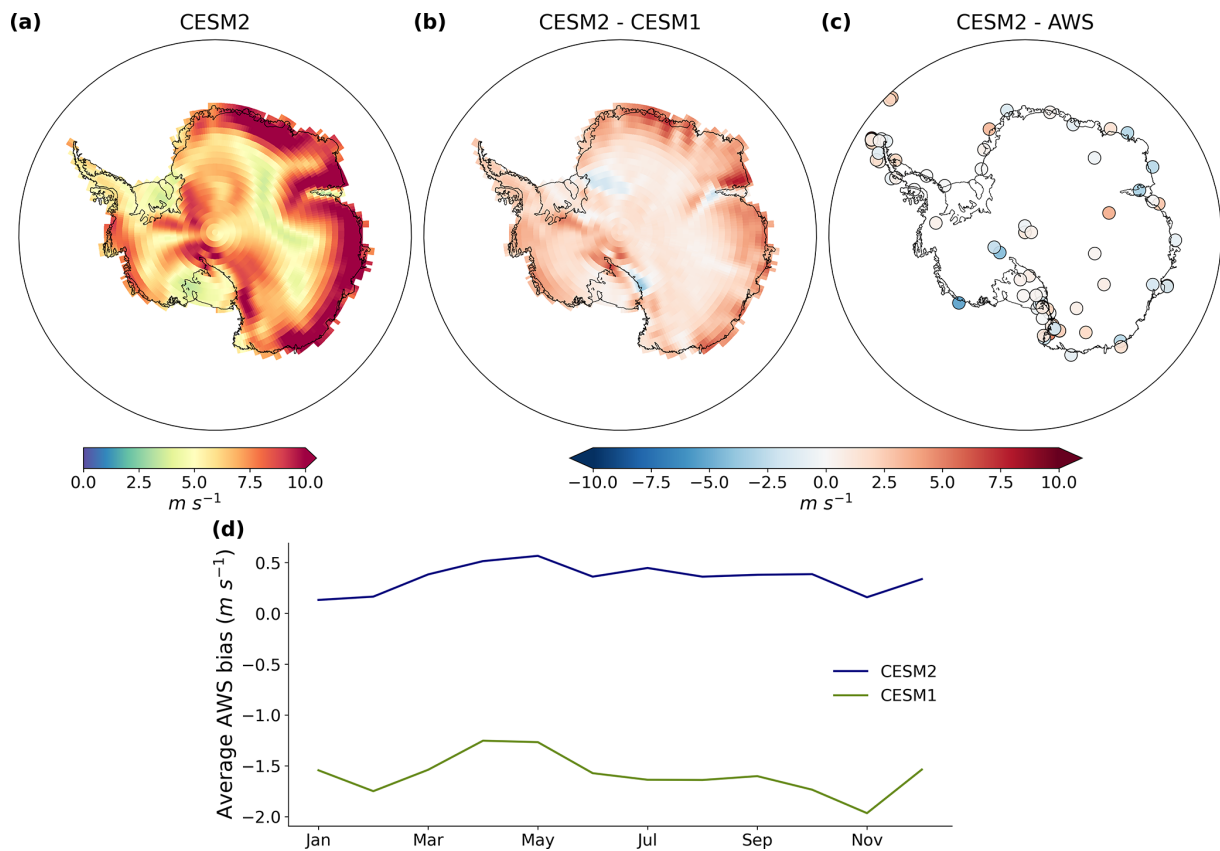 (a) CESM2
(b) CESM2 - CESM1
(c) CESM2 - AWS
0.0 2.5 5.0 7.5 10.0
m s⁻¹
−10.0 −7.5 −5.0 −2.5 0.0 2.5 5.0 7.5 10.0
m s⁻¹
(d)
Average AWS bias (m s⁻¹)
0.5
0.0
−0.5
−1.0
−1.5
−2.0
CESM2
CESM1
Jan Mar May Jul Sep Nov